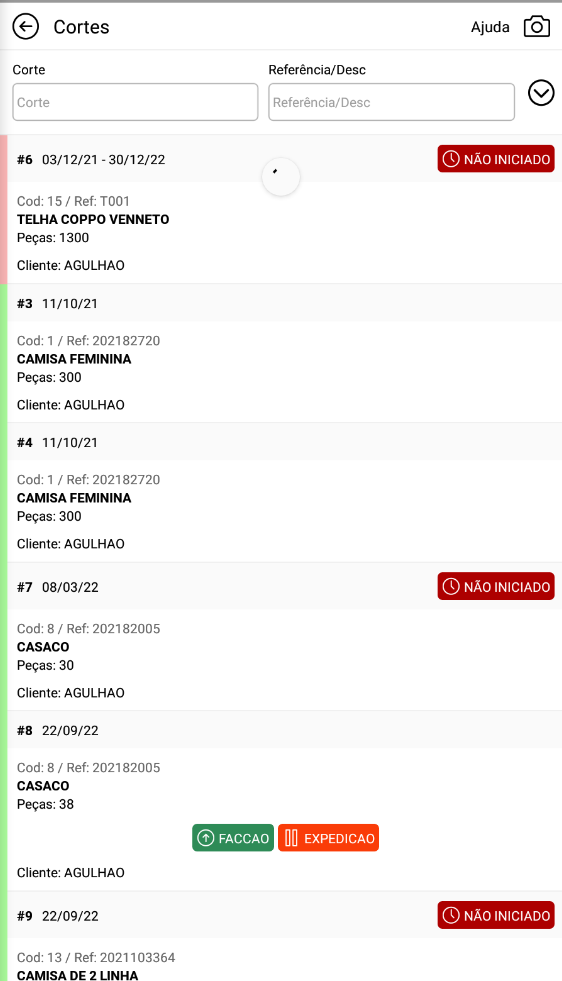 Cortes
Ajuda
Corte
Referência/Desc
Corte
Referência/Desc
#6 03/12/21 - 30/12/22
NÃO INICIADO
Cod: 15 / Ref: T001
TELHA COPPO VENNETO
Peças: 1300
Cliente: AGULHAO
#3 11/10/21
Cod: 1 / Ref: 202182720
CAMISA FEMININA
Peças: 300
Cliente: AGULHAO
#4 11/10/21
Cod: 1 / Ref: 202182720
CAMISA FEMININA
Peças: 300
Cliente: AGULHAO
#7 08/03/22
NÃO INICIADO
Cod: 8 / Ref: 202182005
CASACO
Peças: 30
Cliente: AGULHAO
#8 22/09/22
Cod: 8 / Ref: 202182005
CASACO
Peças: 38
FACCAO
EXPEDICAO
Cliente: AGULHAO
#9 22/09/22
NÃO INICIADO
Cod: 13 / Ref: 2021103364
CAMISA DE 2 LINHA